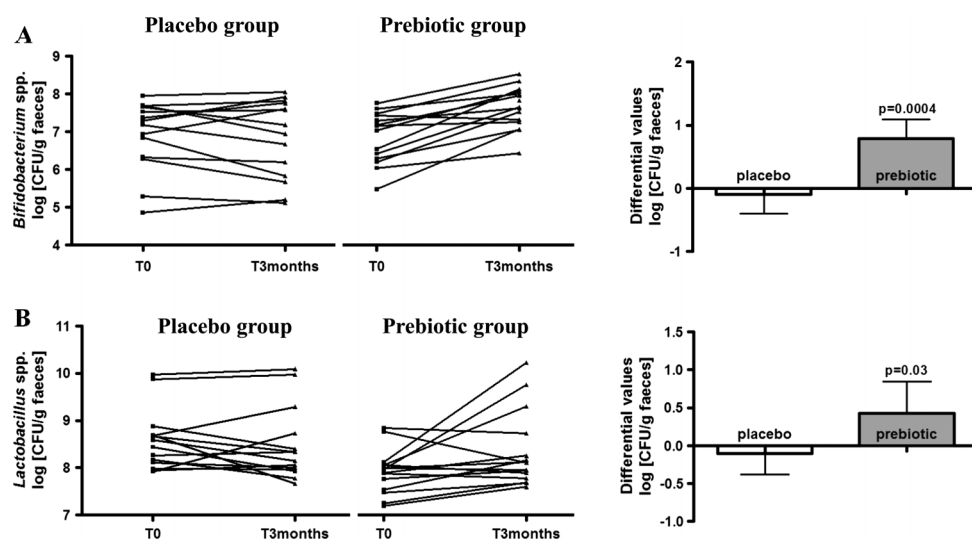 A
Placebo group
Prebiotic group
Bifidobacterium spp.
log [CFU/g faeces]
9
8
7
6
5
4
T0
T3months
T0
T3months
Differential values
log [CFU/g faeces]
2
1
0
-1
placebo
p=0.0004
prebiotic
B
Placebo group
Prebiotic group
Lactobacillus spp.
log [CFU/g faeces]
11
10
9
8
7
T0
T3months
T0
T3months
Differential values
log [CFU/g faeces]
1.5
1.0
0.5
0.0
-0.5
-1.0
placebo
p=0.03
prebiotic